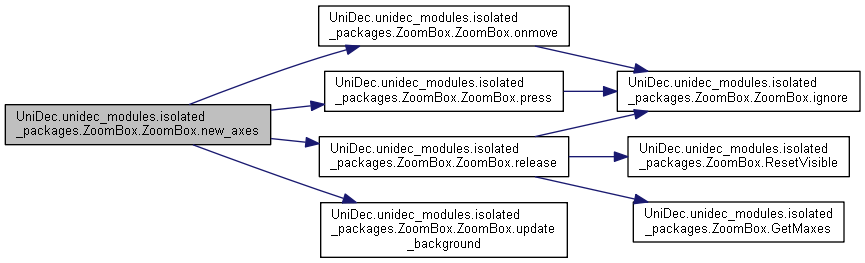 UniDec.unidec_modules.isolated
_packages.ZoomBox.ZoomBox.new_axes
UniDec.unidec_modules.isolated
_packages.ZoomBox.ZoomBox.onmove
UniDec.unidec_modules.isolated
_packages.ZoomBox.ZoomBox.press
UniDec.unidec_modules.isolated
_packages.ZoomBox.ZoomBox.release
UniDec.unidec_modules.isolated
_packages.ZoomBox.ZoomBox.update
_background
UniDec.unidec_modules.isolated
_packages.ZoomBox.ZoomBox.ignore
UniDec.unidec_modules.isolated
_packages.ZoomBox.ResetVisible
UniDec.unidec_modules.isolated
_packages.ZoomBox.GetMaxes